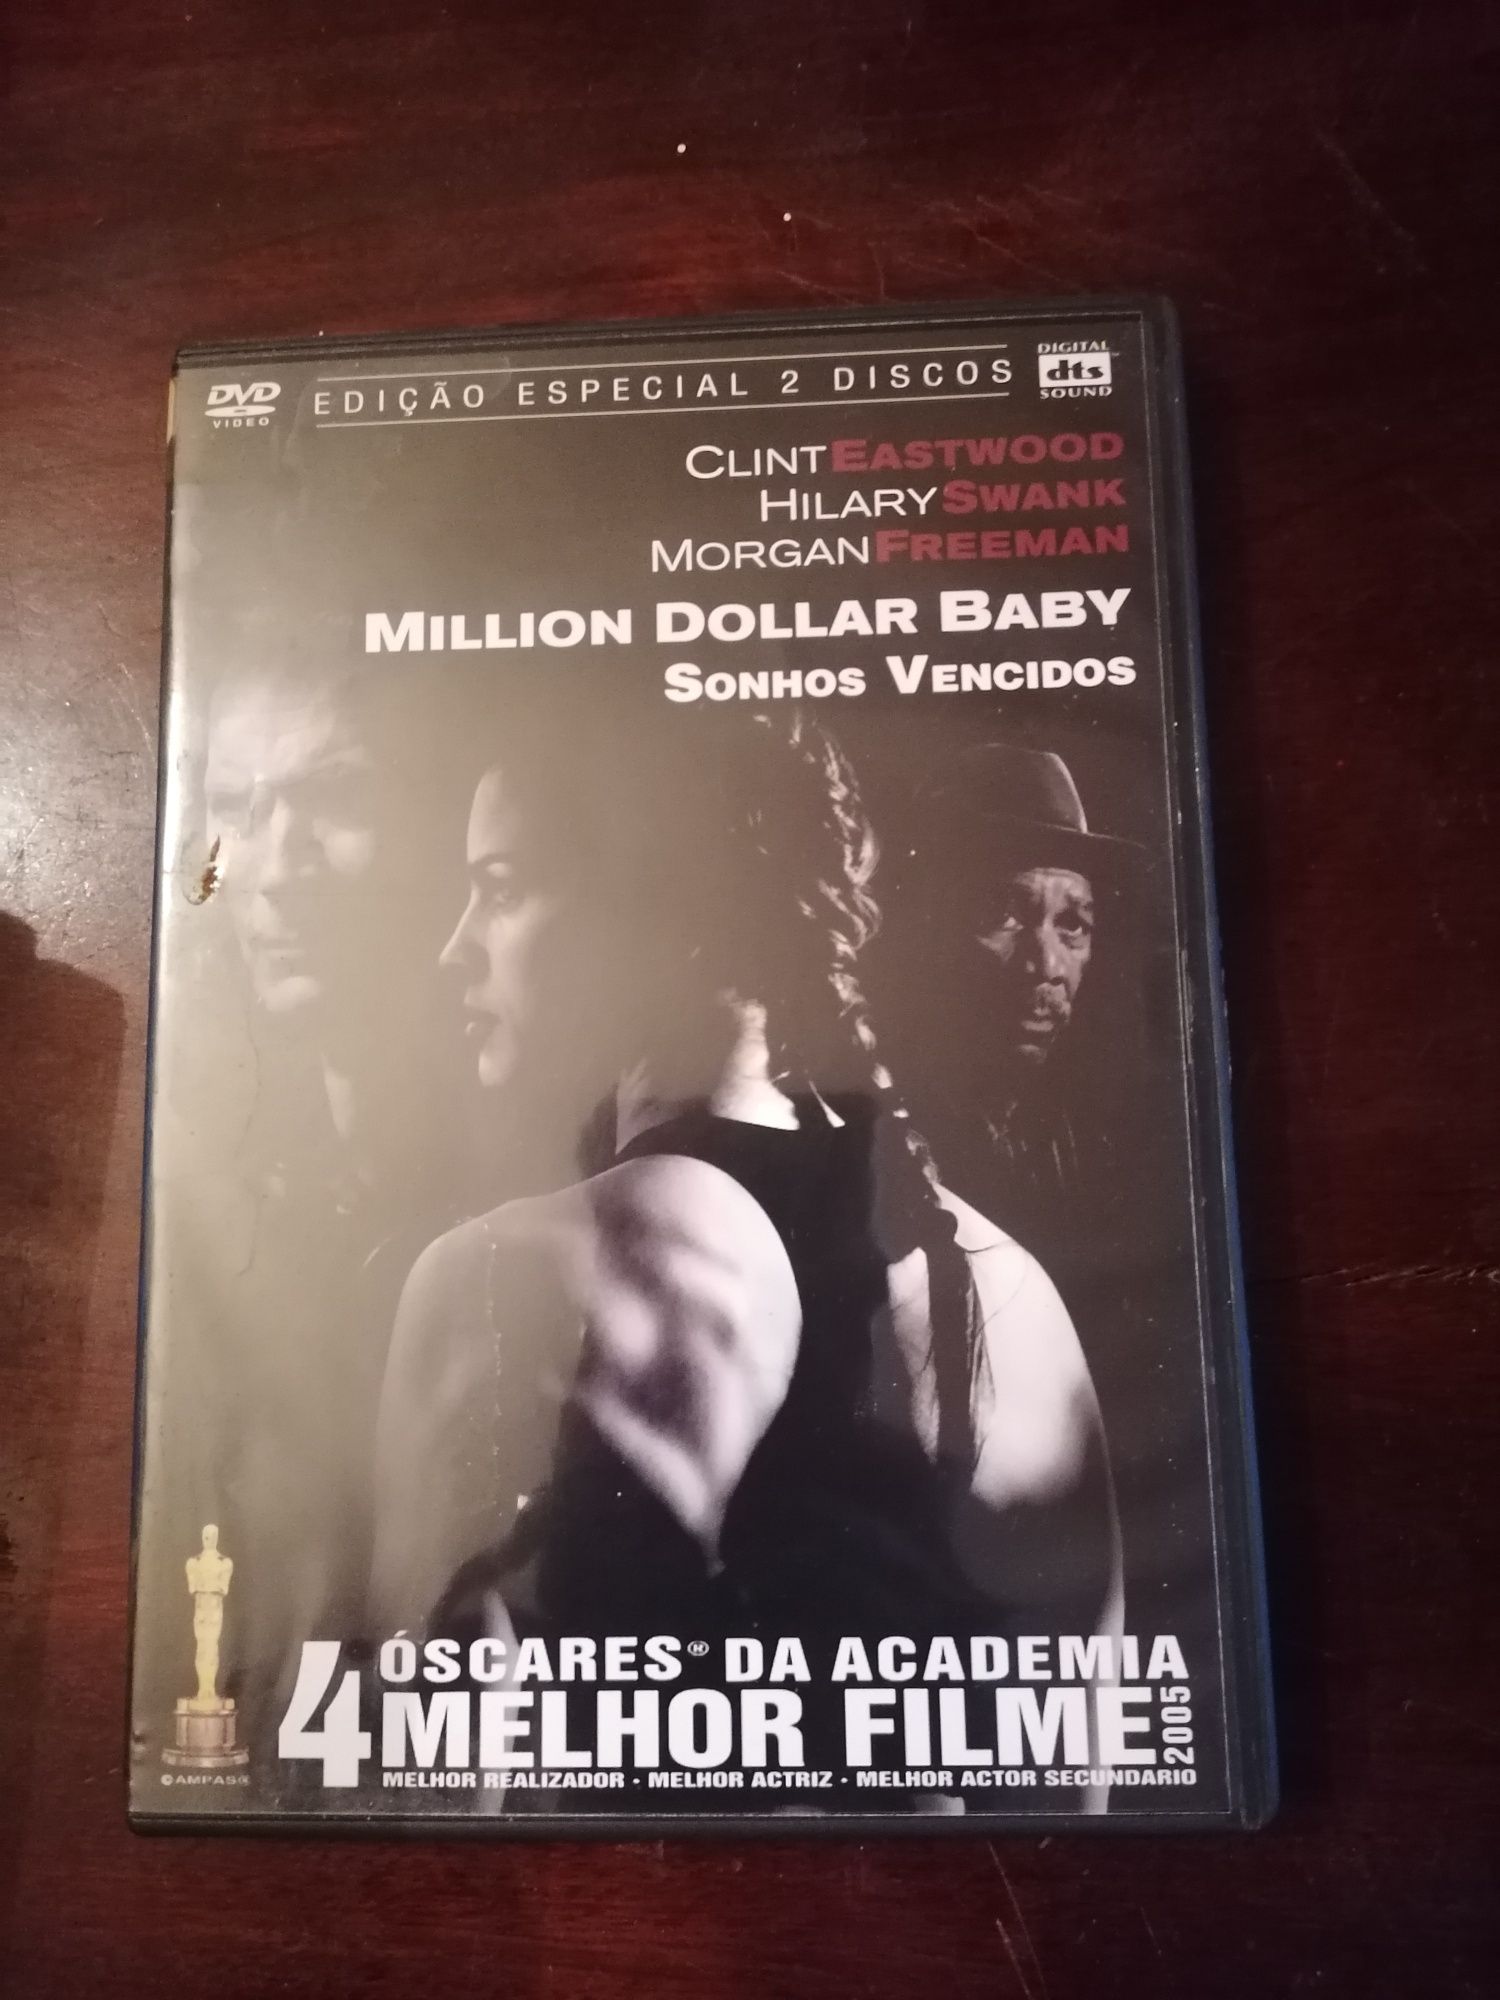 DVD
VIDEO
EDIÇÃO ESPECIAL 2 DISCOS
DIGITAL
dts
SOUND
CLINT EASTWOOD
HILARY SWANK
MORGAN FREEMAN
MILLION DOLLAR BABY
SONHOS VENCIDOS
4 ÓSCARES® DA ACADEMIA
MELHOR FILME 2005
MELHOR REALIZADOR · MELHOR ACTRIZ · MELHOR ACTOR SECUNDARIO
©AMPAS®